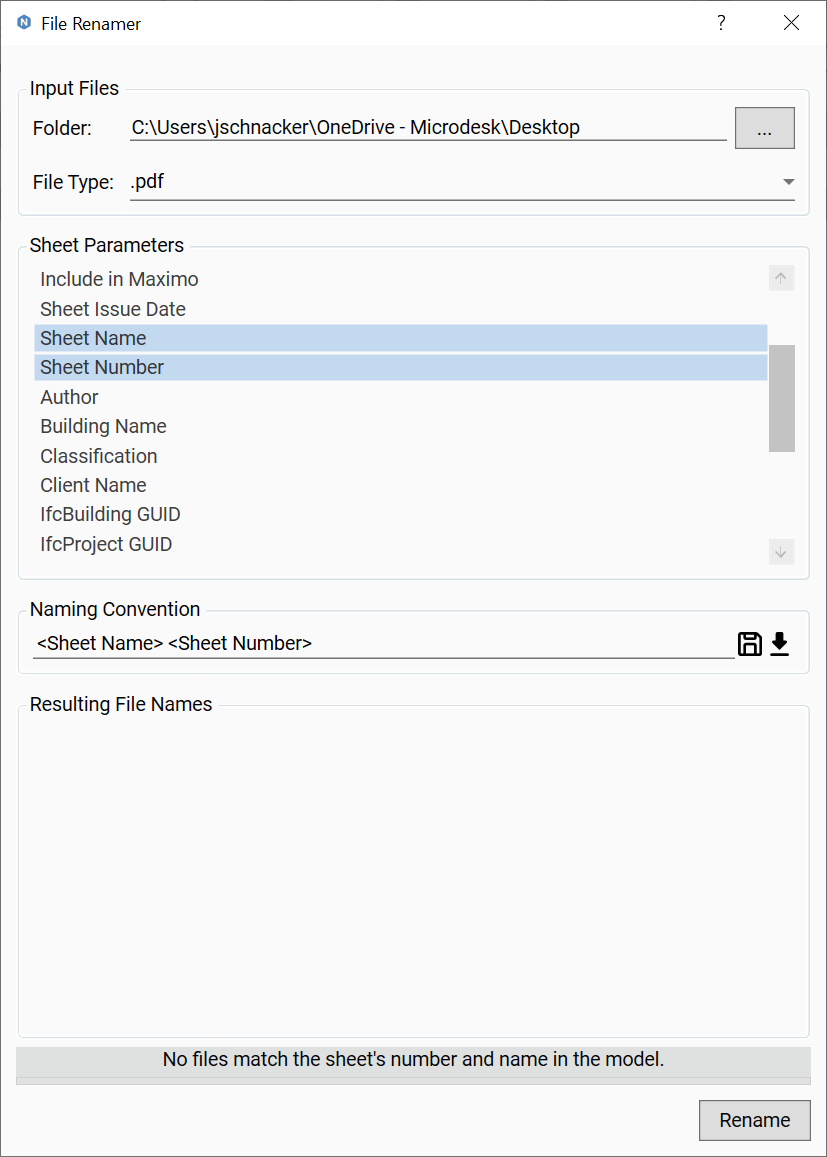 N File Renamer ?
Input Files
Folder: C:\Users\jschnacker\OneDrive - Microdesk\Desktop ...
File Type: .pdf
Sheet Parameters
Include in Maximo
Sheet Issue Date
Sheet Name
Sheet Number
Author
Building Name
Classification
Client Name
IfcBuilding GUID
IfcProject GUID
Naming Convention
<Sheet Name> <Sheet Number>
Resulting File Names
No files match the sheet's number and name in the model.
Rename